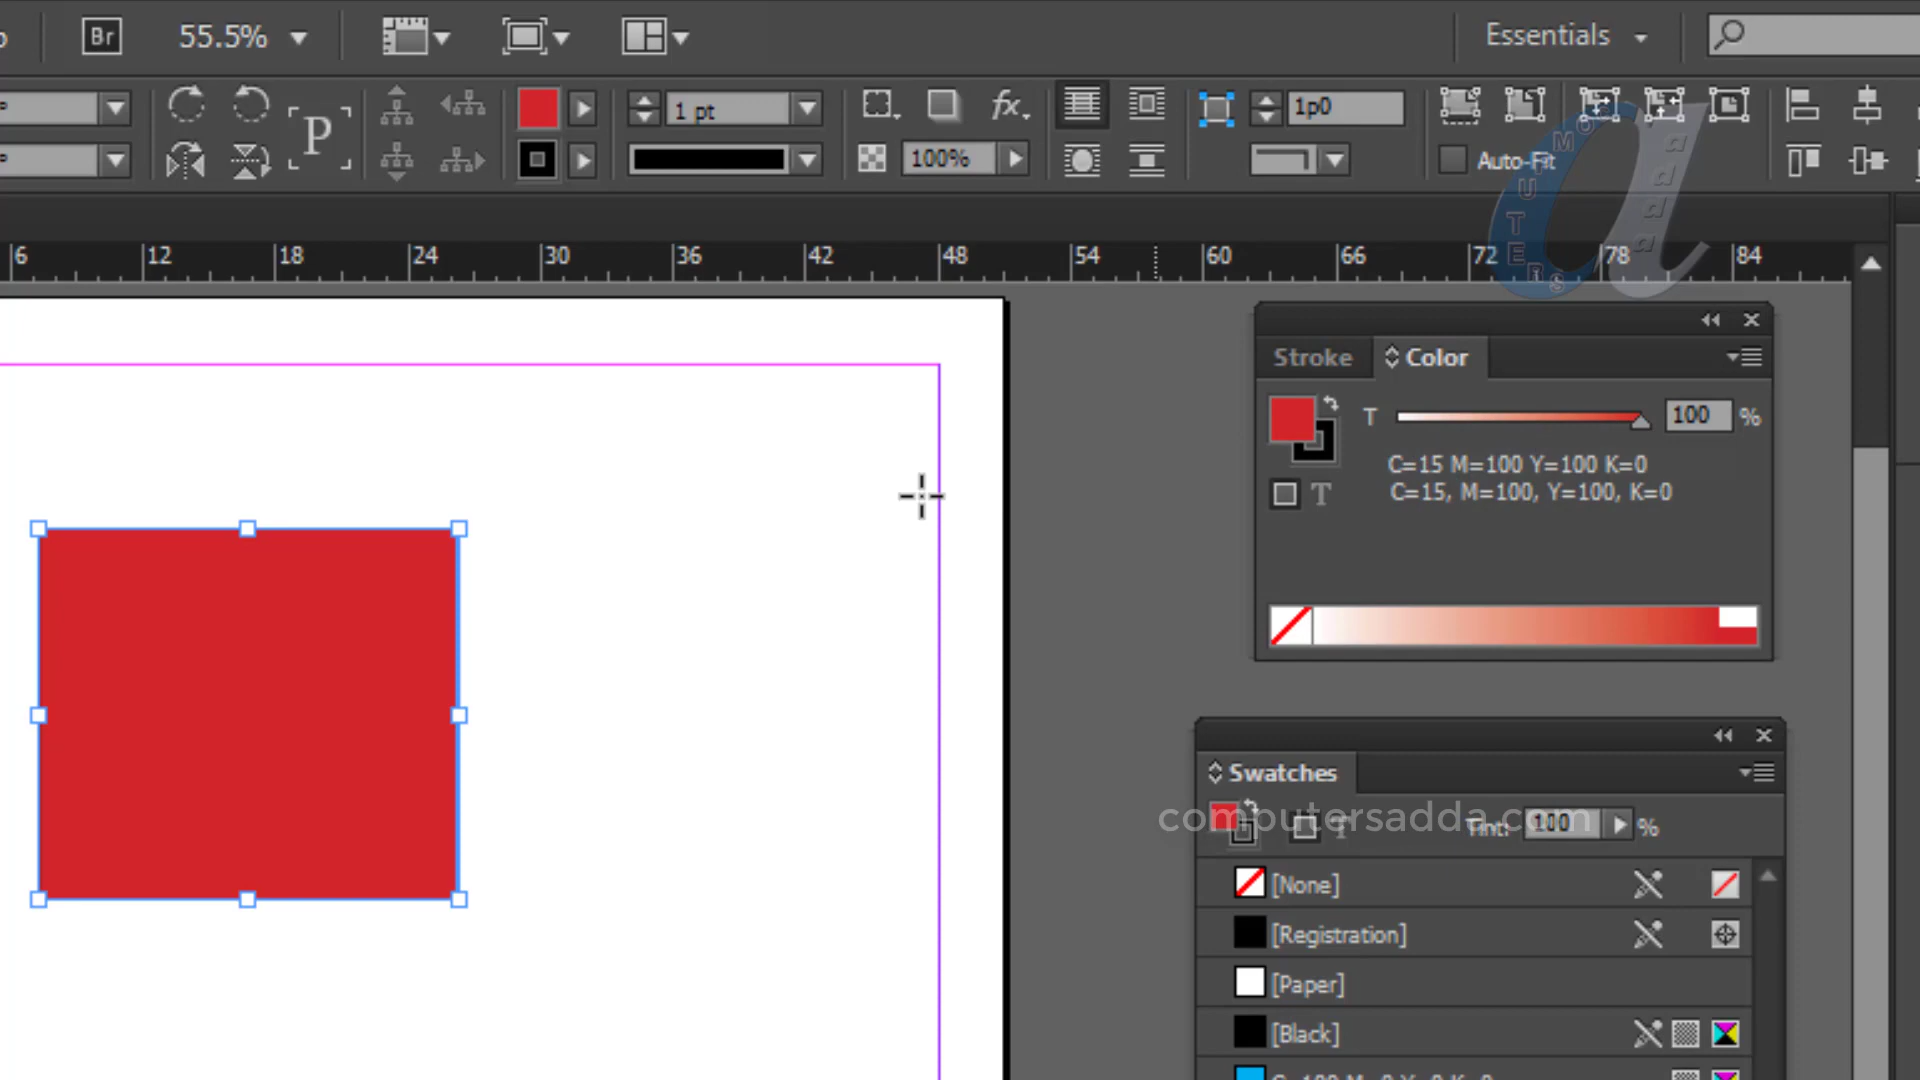 Br
55.5%
Essentials
P
1 pt
fx
1p0
100%
Auto-Fit
a
adda
6 12 18 24 30 36 42 48 54 60 66 72 78 84
Stroke
Color
T
100
%
C=15 M=100 Y=100 K=0
T
C=15, M=100, Y=100, K=0
Swatches
computersadda.com
T
Tint:
100
%
[None]
[Registration]
[Paper]
[Black]